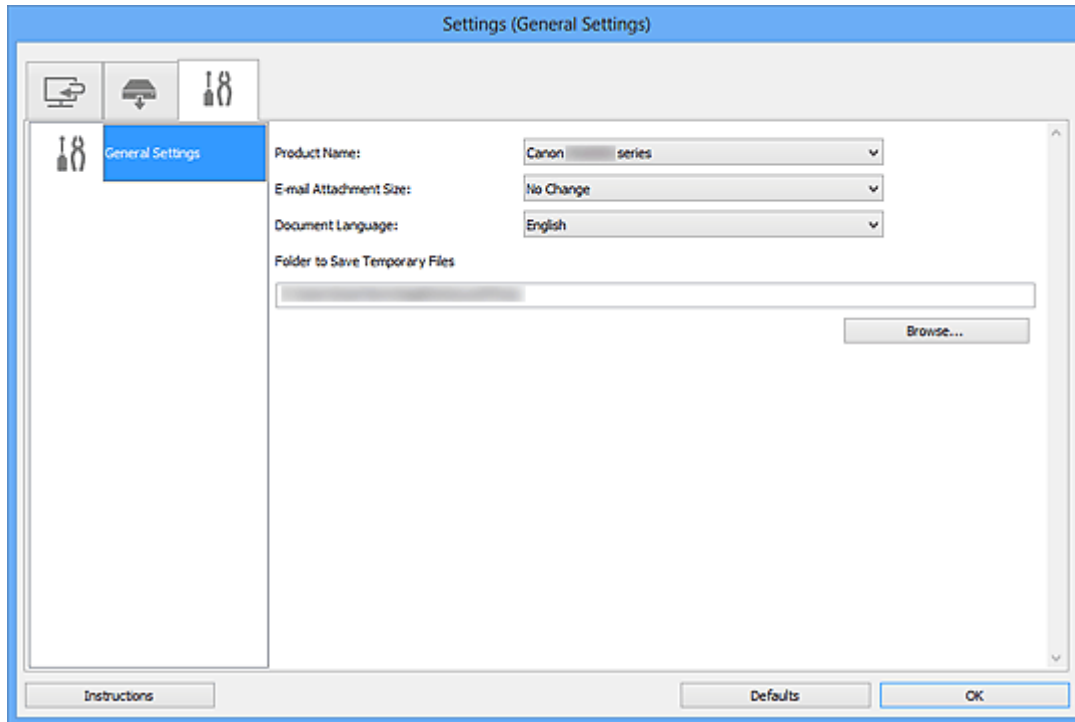 Settings (General Settings)
General Settings
Product Name:
Canon series
E-mail Attachment Size:
No Change
Document Language:
English
Folder to Save Temporary Files
Browse...
Instructions
Defaults
OK